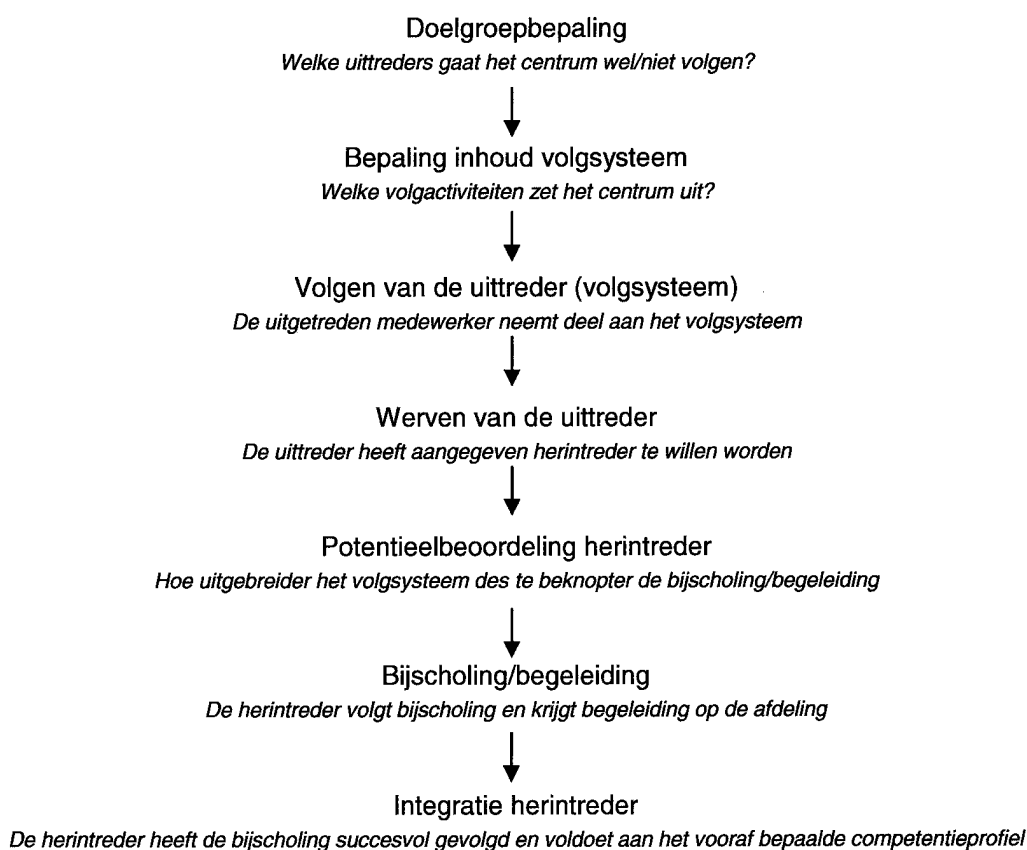 Doelgroepbepaling
Welke uittreders gaat het centrum wel/niet volgen?
Bepaling inhoud volgsysteem
Welke volgactiviteiten zet het centrum uit?
Volgen van de uittreder (volgsysteem)
De uitgetreden medewerker neemt deel aan het volgsysteem
Werven van de uittreder
De uittreder heeft aangegeven herintreder te willen worden
Potentieelbeoordeling herintreder
Hoe uitgebreider het volgsysteem des te beknopter de bijscholing/begeleiding
Bijscholing/begeleiding
De herintreder volgt bijscholing en krijgt begeleiding op de afdeling
Integratie herintreder
De herintreder heeft de bijscholing succesvol gevolgd en voldoet aan het vooraf bepaalde competentieprofiel